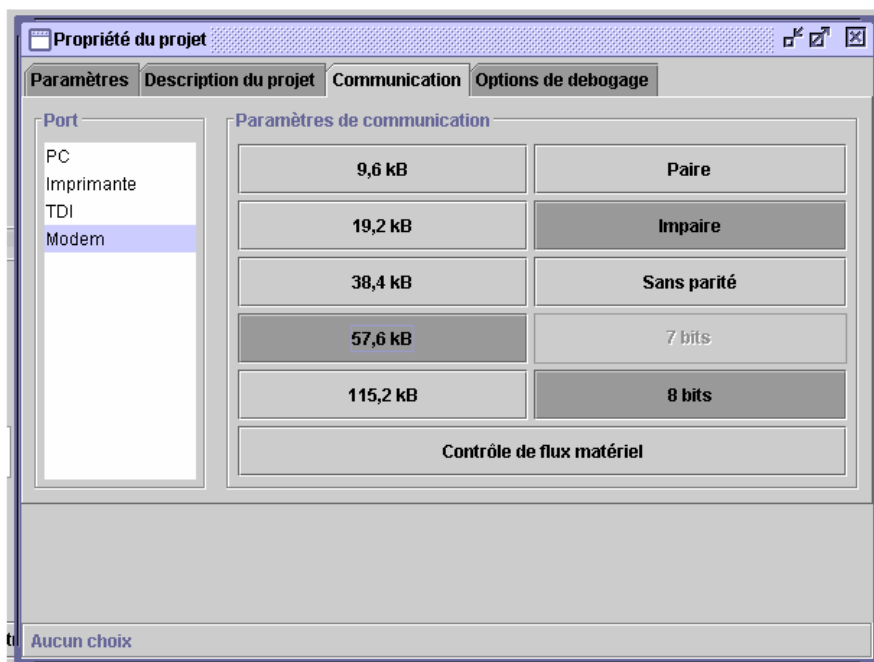 Propriété du projet
Paramètres Description du projet Communication Options de debogage
Port
PC
Imprimante
TDI
Modem
Paramètres de communication
9,6 kB Paire
19,2 kB Impaire
38,4 kB Sans parité
57,6 kB 7 bits
115,2 kB 8 bits
Contrôle de flux matériel
Aucun choix